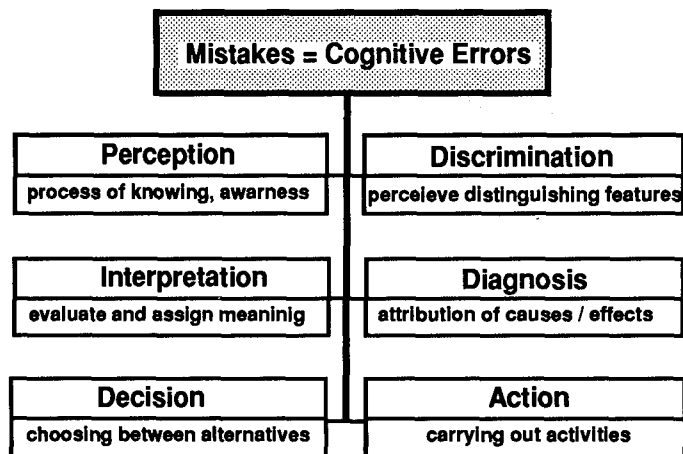 Mistakes = Cognitive Errors
Perception
process of knowing, awarness
Discrimination
perceieve distinguishing features
Interpretation
evaluate and assign meaninig
Diagnosis
attribution of causes / effects
Decision
choosing between alternatives
Action
carrying out activities